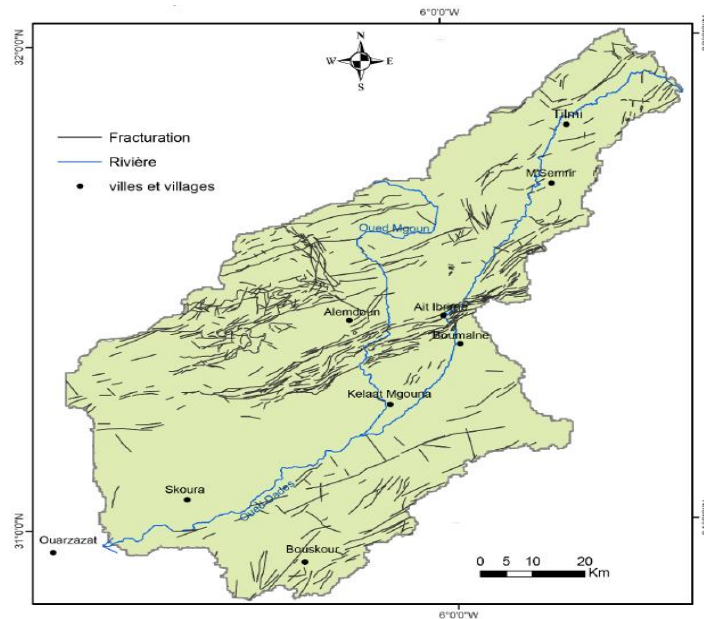 6°0'0"W
32°0'0"N
N
W E
S
Fracturation
Rivière
villes et villages
Tilmi
M'Semrir
Oued Mgoun
Alemdoun
Ait Ibrirne
Boumalne
Kelaat Mgouna
Skoura
Oued Dades
Ouarzazat
31°0'0"N
Bouskour
0 5 10 20
Km
6°0'0"W